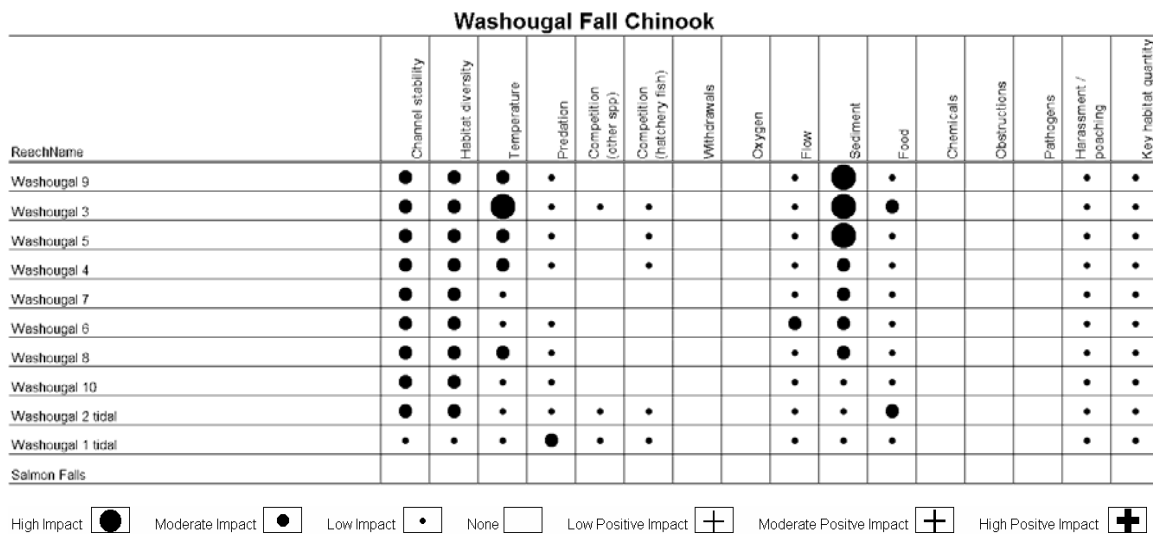 Washougal Fall Chinook
ReachName
Channel stability
Habitat diversity
Temperature
Predation
Competition
(other spp)
Competition
(hatchery fish)
Withdrawals
Oxygen
Flow
Sediment
Food
Chemicals
Obstructions
Pathogens
Harassment /
poaching
Key habitat quantity
Washougal 9
Washougal 3
Washougal 5
Washougal 4
Washougal 7
Washougal 6
Washougal 8
Washougal 10
Washougal 2 tidal
Washougal 1 tidal
Salmon Falls
High Impact Moderate Impact Low Impact None Low Positive Impact Moderate Positve Impact High Positve Impact